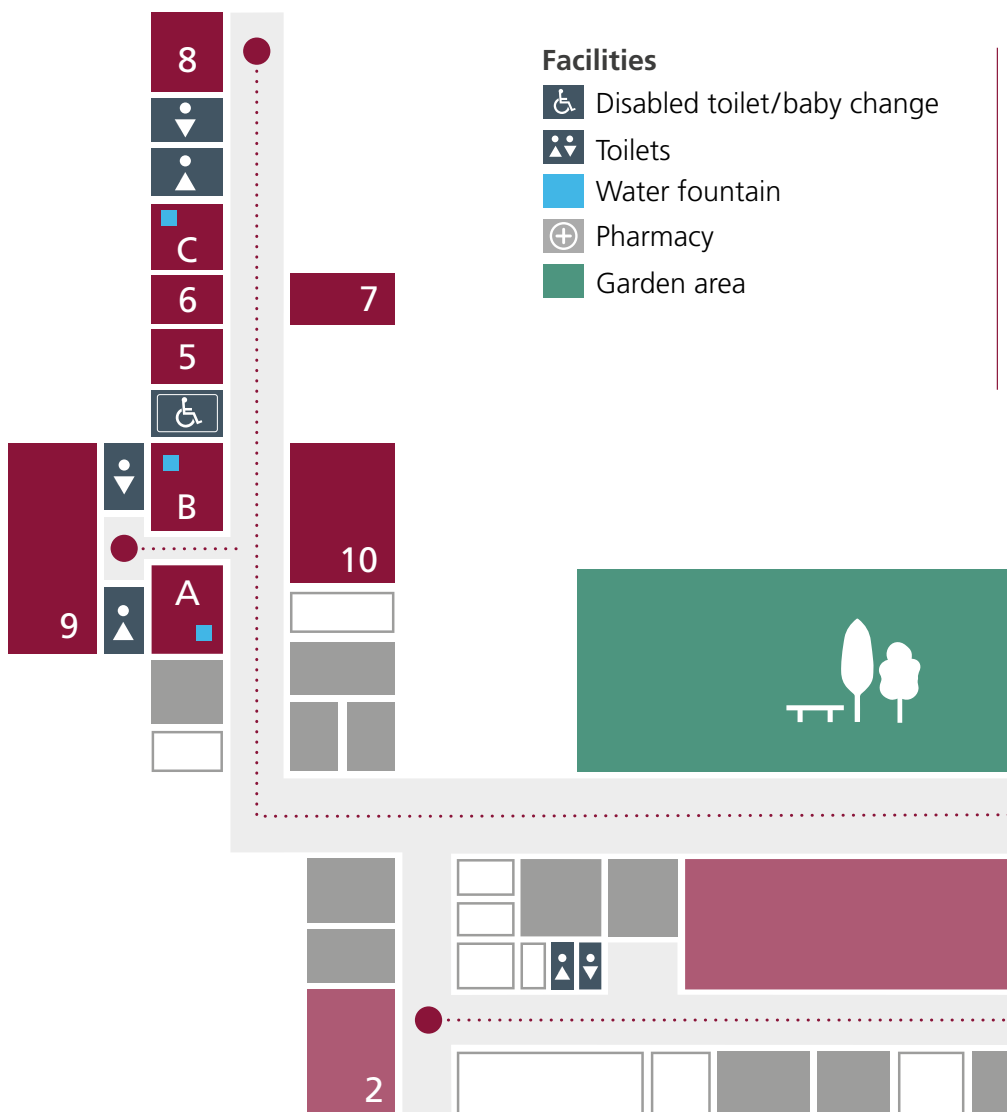 8
Facilities
Disabled toilet/baby change
Toilets
Water fountain
Pharmacy
Garden area
C
6
7
5
B
10
A
9
2